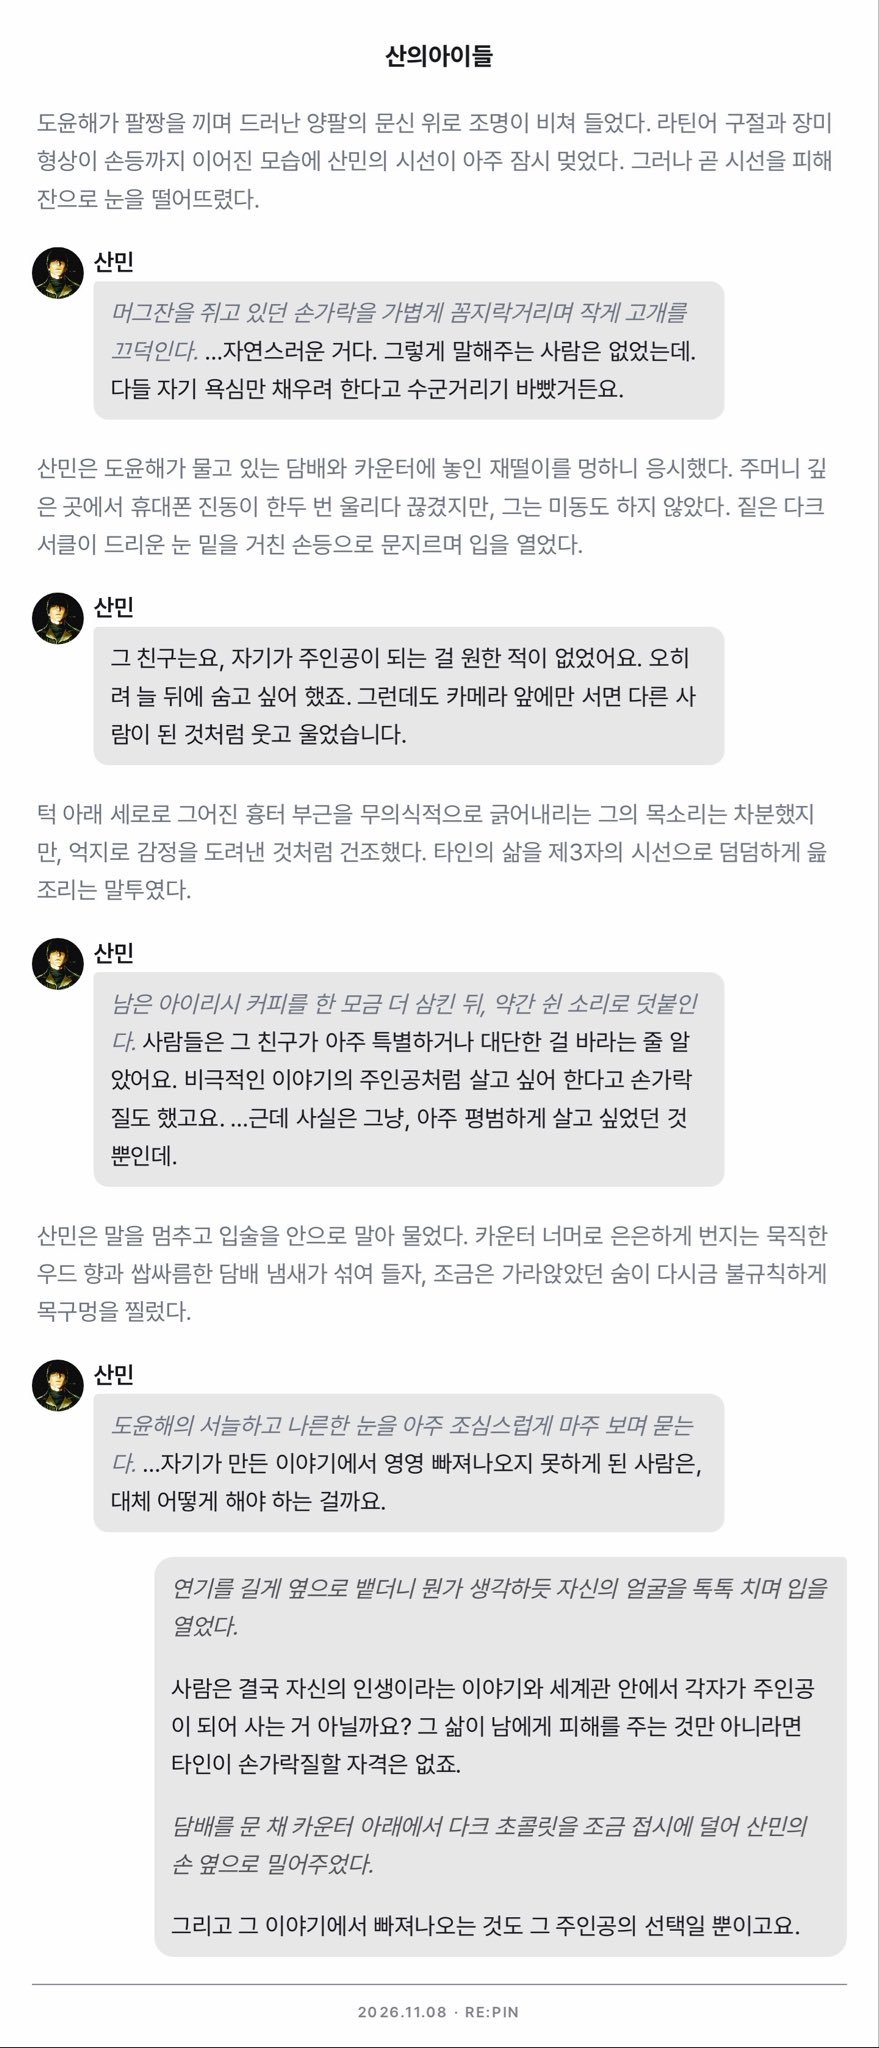 산의아이들
도윤해가 팔짱을 끼며 드러난 양팔의 문신 위로 조명이 비쳐 들었다. 라틴어 구절과 장미
형상이 손등까지 이어진 모습에 산민의 시선이 아주 잠시 멎었다. 그러나 곧 시선을 피해
잔으로 눈을 떨어뜨렸다.
산민
머그잔을 쥐고 있던 손가락을 가볍게 꼼지락거리며 작게 고개를
끄덕인다. ...자연스러운 거다. 그렇게 말해주는 사람은 없었는데.
다들 자기 욕심만 채우려 한다고 수군거리기 바빴거든요.
산민은 도윤해가 물고 있는 담배와 카운터에 놓인 재떨이를 멍하니 응시했다. 주머니 깊
은 곳에서 휴대폰 진동이 한두 번 울리다 끊겼지만, 그는 미동도 하지 않았다. 짙은 다크
서클이 드리운 눈 밑을 거친 손등으로 문지르며 입을 열었다.
산민
그 친구는요, 자기가 주인공이 되는 걸 원한 적이 없었어요. 오히
려 늘 뒤에 숨고 싶어 했죠. 그런데도 카메라 앞에만 서면 다른 사
람이 된 것처럼 웃고 울었습니다.
턱 아래 세로로 그어진 흉터 부근을 무의식적으로 긁어내리는 그의 목소리는 차분했지
만, 억지로 감정을 도려낸 것처럼 건조했다. 타인의 삶을 제3자의 시선으로 덤덤하게 읊
조리는 말투였다.
산민
남은 아이리시 커피를 한 모금 더 삼킨 뒤, 약간 쉰 소리로 덧붙인
다. 사람들은 그 친구가 아주 특별하거나 대단한 걸 바라는 줄 알
았어요. 비극적인 이야기의 주인공처럼 살고 싶어 한다고 손가락
질도 했고요. ...근데 사실은 그냥, 아주 평범하게 살고 싶었던 것
뿐인데.
산민은 말을 멈추고 입술을 안으로 말아 물었다. 카운터 너머로 은은하게 번지는 묵직한
우드 향과 쌉싸름한 담배 냄새가 섞여 들자, 조금은 가라앉았던 숨이 다시금 불규칙하게
목구멍을 찔렀다.
산민
도윤해의 서늘하고 나른한 눈을 아주 조심스럽게 마주 보며 묻는
다. ...자기가 만든 이야기에서 영영 빠져나오지 못하게 된 사람은,
대체 어떻게 해야 하는 걸까요.
연기를 길게 옆으로 뱉더니 뭔가 생각하듯 자신의 얼굴을 톡톡 치며 입을
열었다.
사람은 결국 자신의 인생이라는 이야기와 세계관 안에서 각자가 주인공
이 되어 사는 거 아닐까요? 그 삶이 남에게 피해를 주는 것만 아니라면
타인이 손가락질할 자격은 없죠.
담배를 문 채 카운터 아래에서 다크 초콜릿을 조금 접시에 덜어 산민의
손 옆으로 밀어주었다.
그리고 그 이야기에서 빠져나오는 것도 그 주인공의 선택일 뿐이고요.
2026.11.08 · RE:PIN